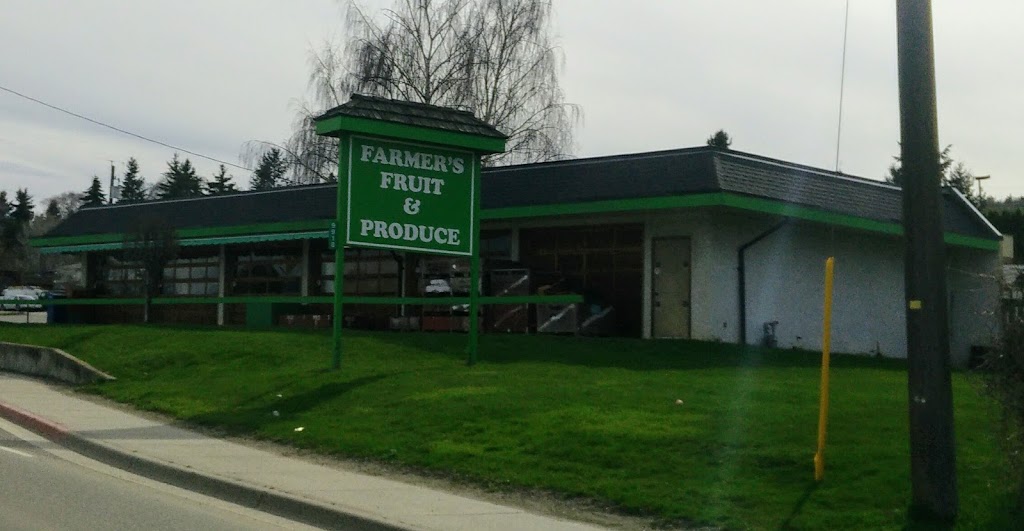 FARMER'S
FRUIT
&
PRODUCE